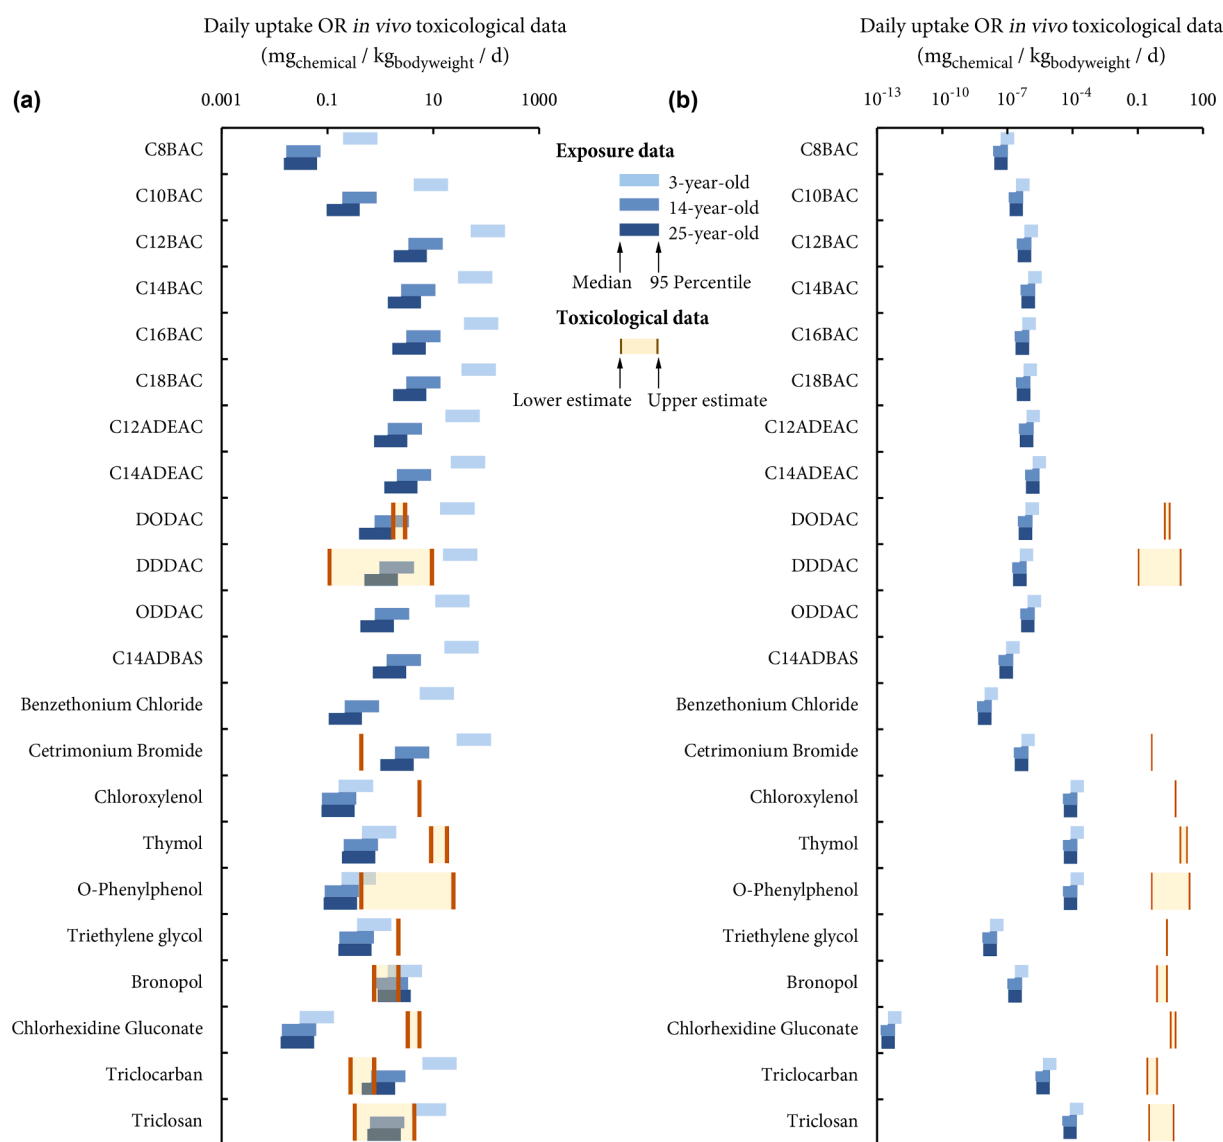 Daily uptake OR in vivo toxicological data
(mgchemical / kgbodyweight / d)
(a)
0.001 0.1 10 1000
C8BAC
C10BAC
C12BAC
C14BAC
C16BAC
C18BAC
C12ADEAC
C14ADEAC
DODAC
DDDAC
ODDAC
C14ADBAS
Benzethonium Chloride
Cetrimonium Bromide
Chloroxylenol
Thymol
O-Phenylphenol
Triethylene glycol
Bronopol
Chlorhexidine Gluconate
Triclocarban
Triclosan
Exposure data
3-year-old
14-year-old
25-year-old
Median 95 Percentile
Toxicological data
Lower estimate Upper estimate
Daily uptake OR in vivo toxicological data
(mgchemical / kgbodyweight / d)
(b)
10-13 10-10 10-7 10-4 0.1 100
C8BAC
C10BAC
C12BAC
C14BAC
C16BAC
C18BAC
C12ADEAC
C14ADEAC
DODAC
DDDAC
ODDAC
C14ADBAS
Benzethonium Chloride
Cetrimonium Bromide
Chloroxylenol
Thymol
O-Phenylphenol
Triethylene glycol
Bronopol
Chlorhexidine Gluconate
Triclocarban
Triclosan